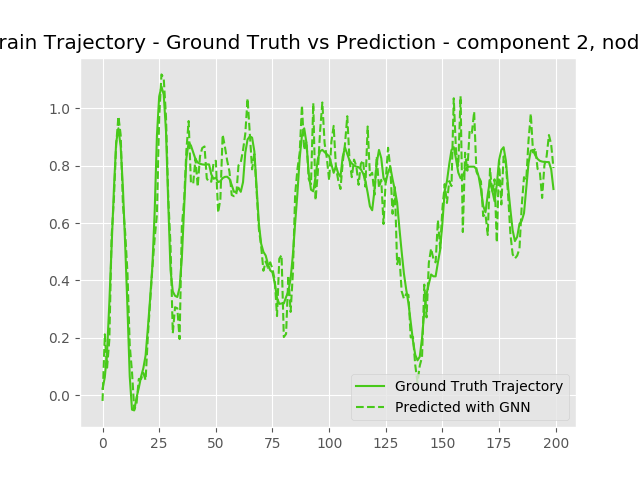 rain Trajectory - Ground Truth vs Prediction - component 2, nod
1.0
0.8
0.6
0.4
0.2
0.0
0 25 50 75 100 125 150 175 200
Ground Truth Trajectory
Predicted with GNN